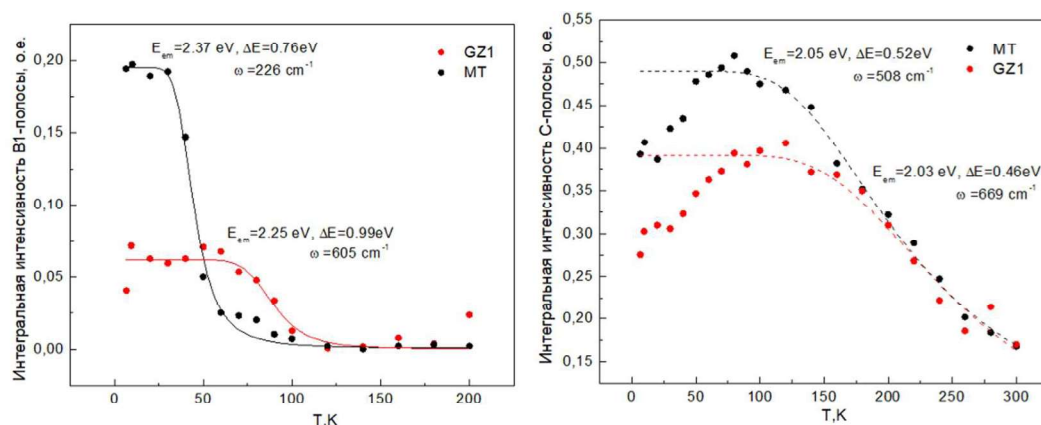 Интегральная интенсивность B1-полосы, о.е.
0,20
0,15
0,10
0,05
0,00
0
50
100
150
200
T,K
E_em=2.37 eV, ΔE=0.76eV
ω=226 cm⁻¹
GZ1
MT
E_em=2.25 eV, ΔE=0.99eV
ω=605 cm⁻¹
Интегральная интенсивность C-полосы, о.е.
0,55
0,50
0,45
0,40
0,35
0,30
0,25
0,20
0,15
0
50
100
150
200
250
300
T,K
E_em=2.05 eV, ΔE=0.52eV
ω=508 cm⁻¹
MT
GZ1
E_em=2.03 eV, ΔE=0.46eV
ω=669 cm⁻¹